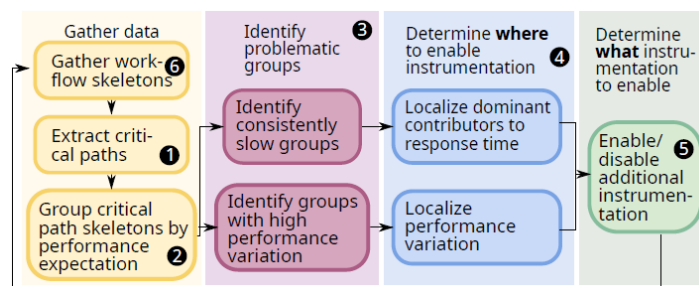 Gather data
Gather work-
flow skeletons
6
Extract criti-
cal paths
1
Group critical
path skeletons by
performance
expectation
2
Identify
problematic
groups
3
Identify
consistently
slow groups
Identify groups
with high
performance
variation
Determine where
to enable
instrumentation
4
Localize dominant
contributors to
response time
Localize
performance
variation
Determine
what instru-
mentation
to enable
Enable/
disable
additional
instrumen-
tation
5